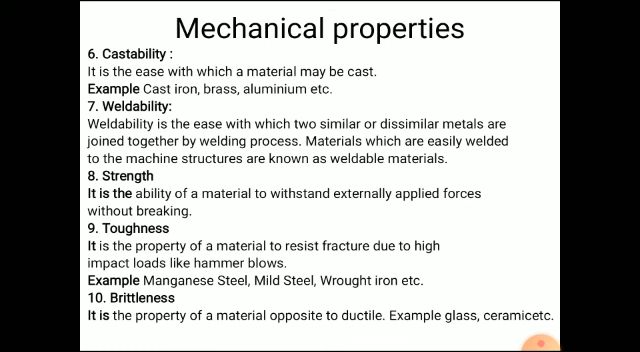 Mechanical properties
6. Castability :
It is the ease with which a material may be cast.
Example Cast iron, brass, aluminium etc.
7. Weldability:
Weldability is the ease with which two similar or dissimilar metals are
joined together by welding process. Materials which are easily welded
to the machine structures are known as weldable materials.
8. Strength
It is the ability of a material to withstand externally applied forces
without breaking.
9. Toughness
It is the property of a material to resist fracture due to high
impact loads like hammer blows.
Example Manganese Steel, Mild Steel, Wrought iron etc.
10. Brittleness
It is the property of a material opposite to ductile. Example glass, ceramicetc.